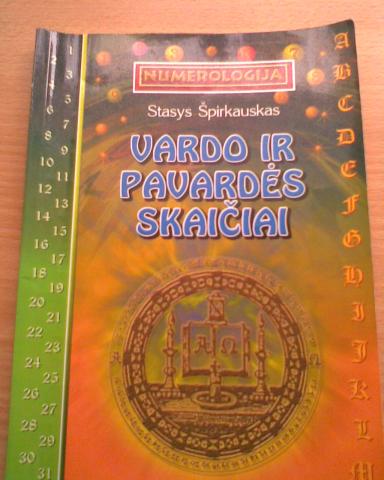 NUMEROLOGIJA
Stasys Špirkauskas
VARDO IR
PAVARDĖS
SKAIČIAI
1
2
3
4
5
6
7
8
9
10
11
12
13
14
15
16
17
18
19
20
21
22
23
24
25
26
27
28
29
30
31
A
B
C
D
E
F
G
H
I
J
K
L
M
A Ω